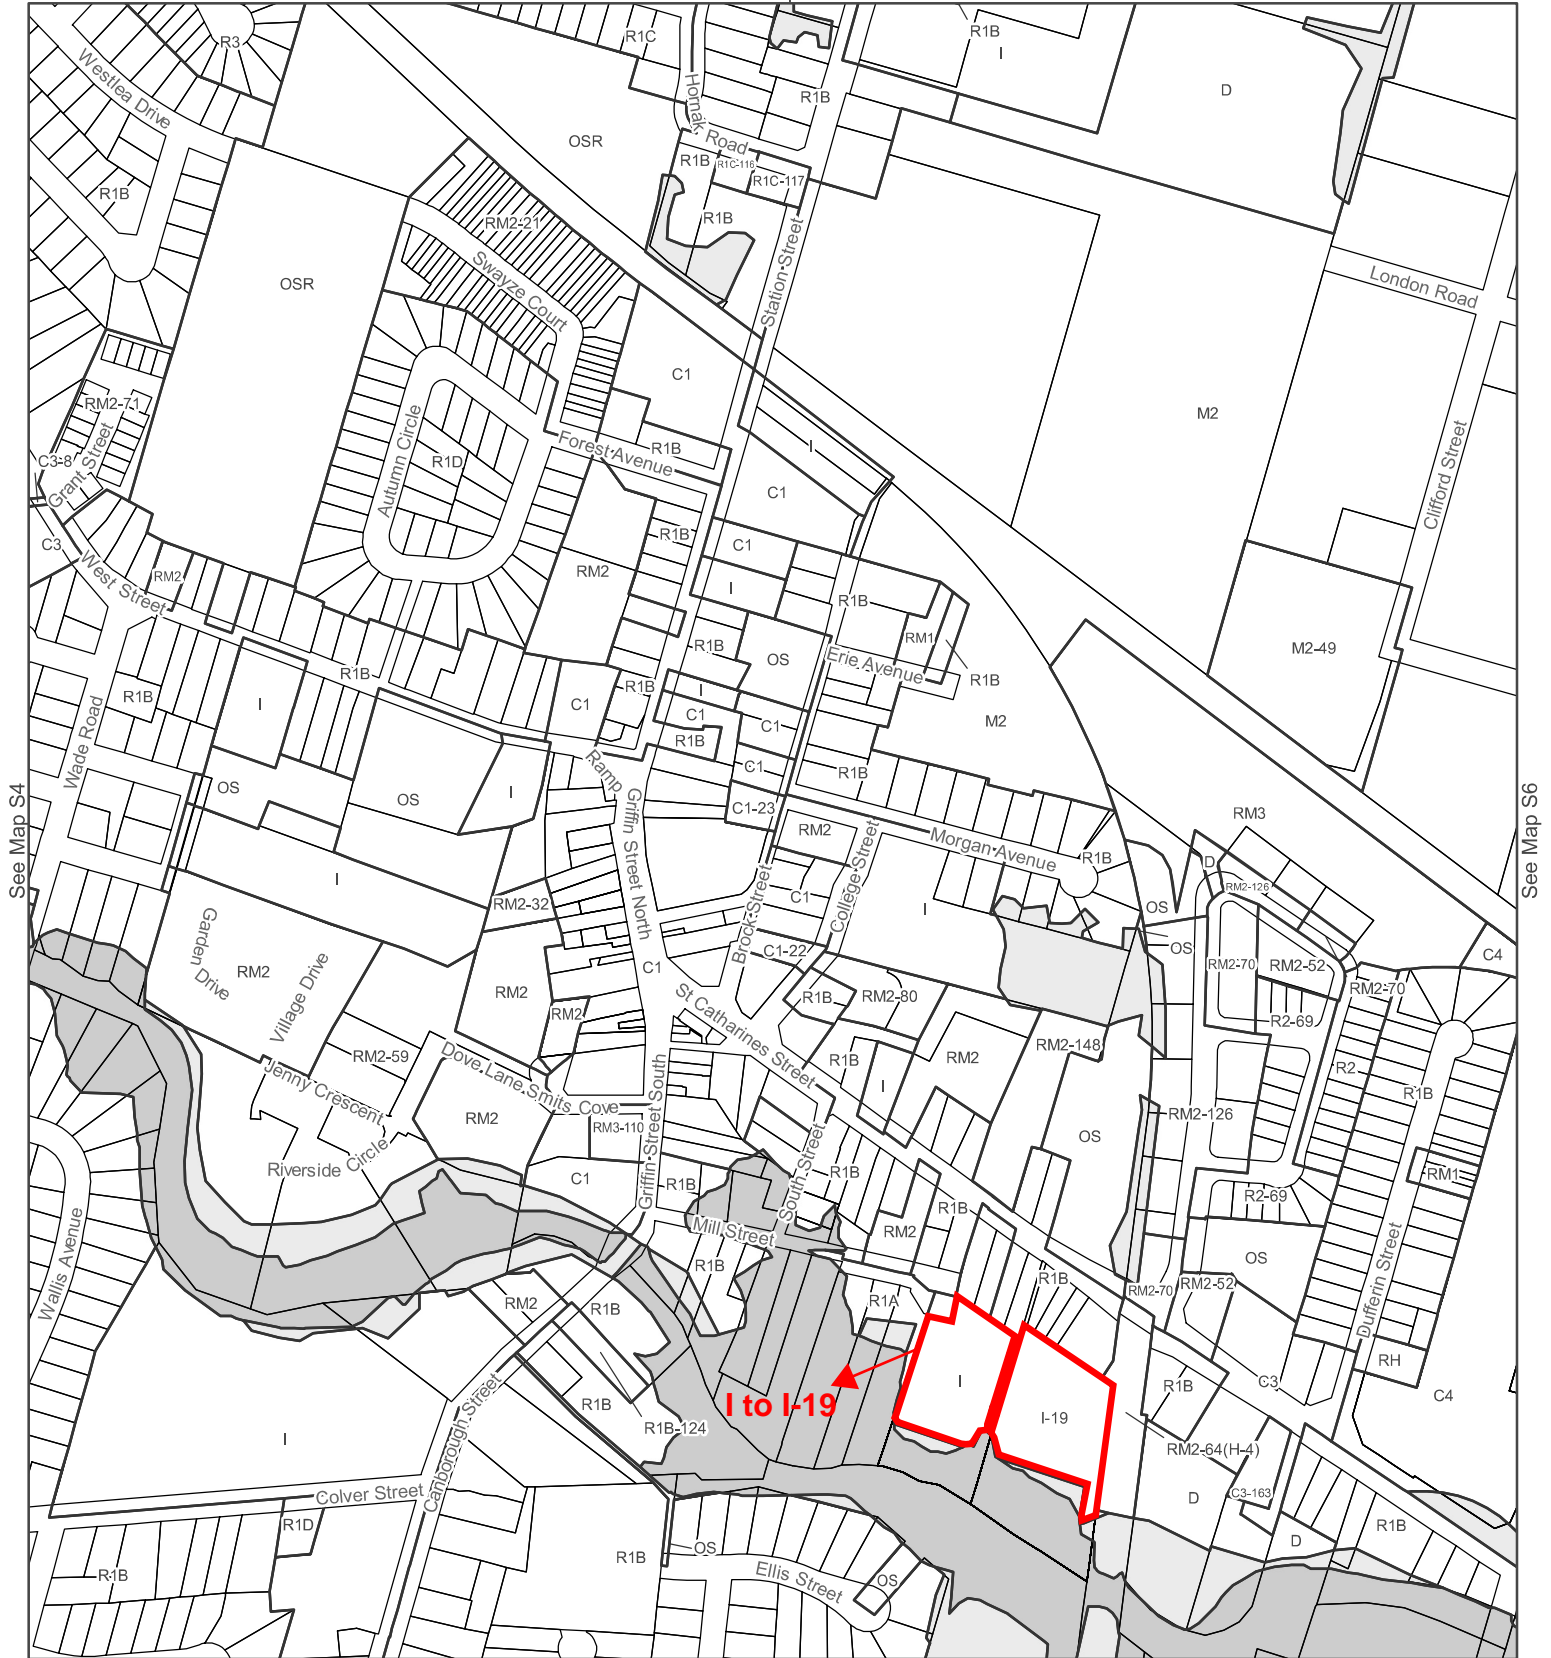 R3
R1C
R1B
I
D
Westlea Drive
Hornak
Road
R1B
OSR
R1B
R1C-116
R1C-117
R1B
R1B
RM2-21
Swayze Court
Station Street
London Road
OSR
C1
M2
RM2-71
Grant Street
C3-8
Autumn Circle
R1D
Forest Avenue
R1B
I
C1
Clifford Street
C3
West Street
RM2
RM2
R1B
C1
I
R1B
RM1
R1B
Erie Avenue
M2-49
R1B
OS
R1B
R1B
I
C1
C1
C1
R1B
M2
R1B
I
Wade Road
OS
OS
I
Ramp
C1
C1-23
R1B
RM3
See Map S4
See Map S6
Griffin Street North
RM2
College Street
Morgan Avenue
R1B
D
RM2-126
I
RM2-32
C1
Brock Street
I
OS
OS
Garden
Drive
RM2
Village Drive
C1-22
RM2-70
RM2-52
C4
C1
RM2
RM2
St Catharines Street
R1B
RM2-80
RM2-70
R2-69
RM2-59
Dove Lane
Smits Cove
R1B
I
RM2
RM2-148
R2
R1B
Jenny Crescent
RM2
RM3-110
Griffin Street South
RM2-126
OS
Riverside Circle
C1
R1B
South Street
R1B
RM1
R2-69
Mill Street
RM2
R1B
OS
Wallis Avenue
R1B
R1B
RM2-70
RM2-52
Dufferin Street
RM2
R1B
R1A
RH
I
I to I-19
I-19
R1B
C3
C4
R1B
R1B-124
RM2-64(H-4)
I
Canborough Street
Colver Street
D
C3-163
R1D
D
R1B
R1B
R1B
OS
Ellis Street
OS